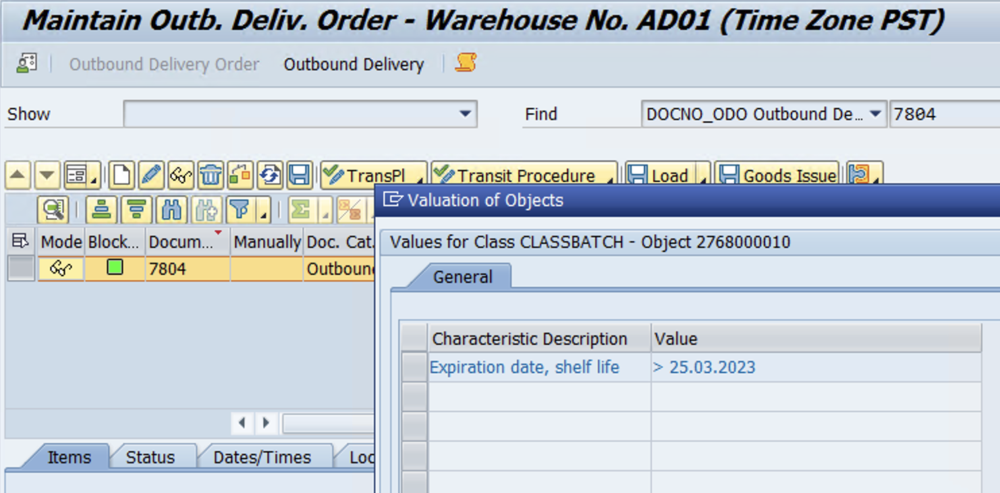 Maintain Outb. Deliv. Order - Warehouse No. AD01 (Time Zone PST)
Outbound Delivery Order Outbound Delivery
Show Find DOCNO_ODO Outbound De... 7804
TransPl Transit Procedure Load Goods Issue
Valuation of Objects
Mode Block... Docum... Manually Doc. Cat.
7804 Outboun
Values for Class CLASSBATCH - Object 2768000010
General
Characteristic Description Value
Expiration date, shelf life > 25.03.2023
Items Status Dates/Times Loc